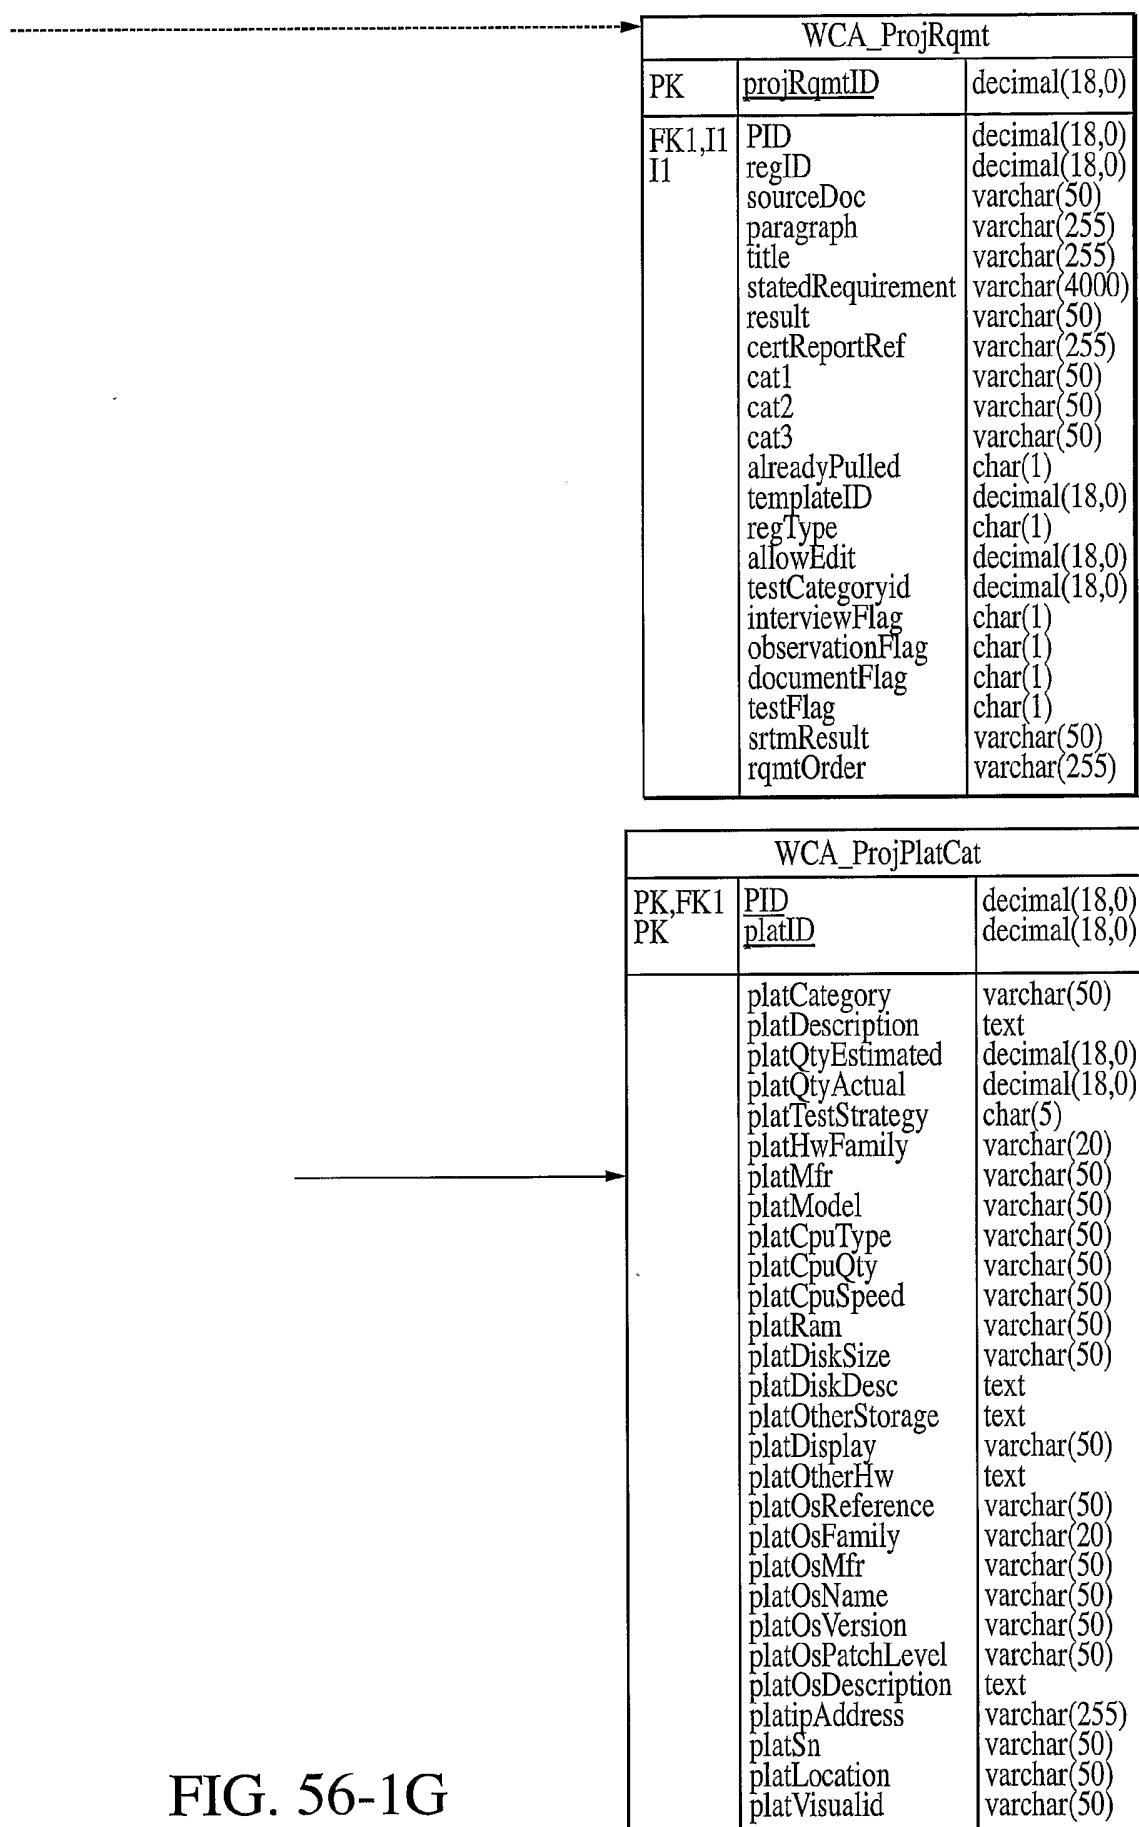 WCA_ProjRqmt
PK projRqmtID decimal(18,0)
FK1,I1 PID decimal(18,0)
I1 regID decimal(18,0)
sourceDoc varchar(50)
paragraph varchar(255)
title varchar(255)
statedRequirement varchar(4000)
result varchar(50)
certReportRef varchar(255)
cat1 varchar(50)
cat2 varchar(50)
cat3 varchar(50)
alreadyPulled char(1)
templateID decimal(18,0)
regType char(1)
allowEdit decimal(18,0)
testCategoryid decimal(18,0)
interviewFlag char(1)
observationFlag char(1)
documentFlag char(1)
testFlag char(1)
srtmResult varchar(50)
rqmtOrder varchar(255)
WCA_ProjPlatCat
PK,FK1 PID decimal(18,0)
PK platID decimal(18,0)
platCategory varchar(50)
platDescription text
platQtyEstimated decimal(18,0)
platQtyActual decimal(18,0)
platTestStrategy char(5)
platHwFamily varchar(20)
platMfr varchar(50)
platModel varchar(50)
platCpuType varchar(50)
platCpuQty varchar(50)
platCpuSpeed varchar(50)
platRam varchar(50)
platDiskSize varchar(50)
platDiskDesc text
platOtherStorage text
platDisplay varchar(50)
platOtherHw text
platOsReference varchar(50)
platOsFamily varchar(20)
platOsMfr varchar(50)
platOsName varchar(50)
platOsVersion varchar(50)
platOsPatchLevel varchar(50)
platOsDescription text
platipAddress varchar(255)
platSn varchar(50)
platLocation varchar(50)
platVisualid varchar(50)
FIG. 56-1G